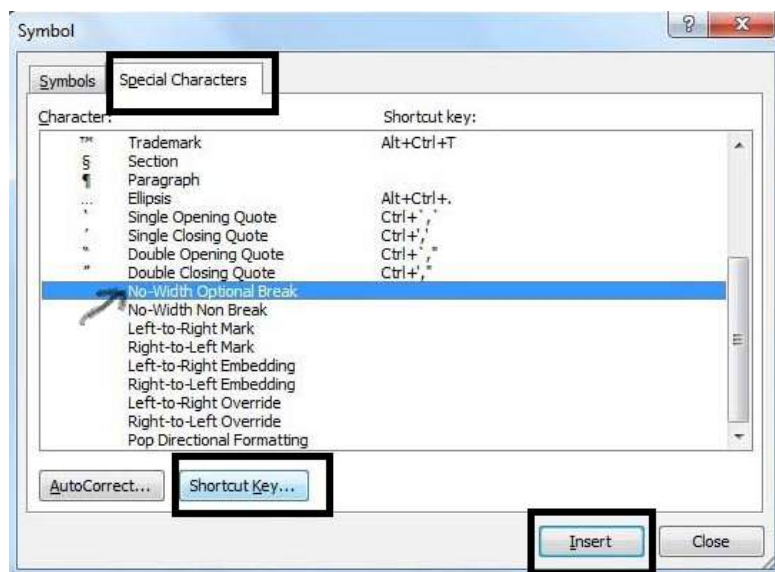 Symbol
Symbols Special Characters
Character: Shortcut key:
™ Trademark Alt+Ctrl+T
§ Section
¶ Paragraph
… Ellipsis Alt+Ctrl+.
‘ Single Opening Quote Ctrl+`,`
’ Single Closing Quote Ctrl+','
“ Double Opening Quote Ctrl+`,"
” Double Closing Quote Ctrl+',"
No-Width Optional Break
No-Width Non Break
Left-to-Right Mark
Right-to-Left Mark
Left-to-Right Embedding
Right-to-Left Embedding
Left-to-Right Override
Right-to-Left Override
Pop Directional Formatting
AutoCorrect... Shortcut Key...
Insert Close